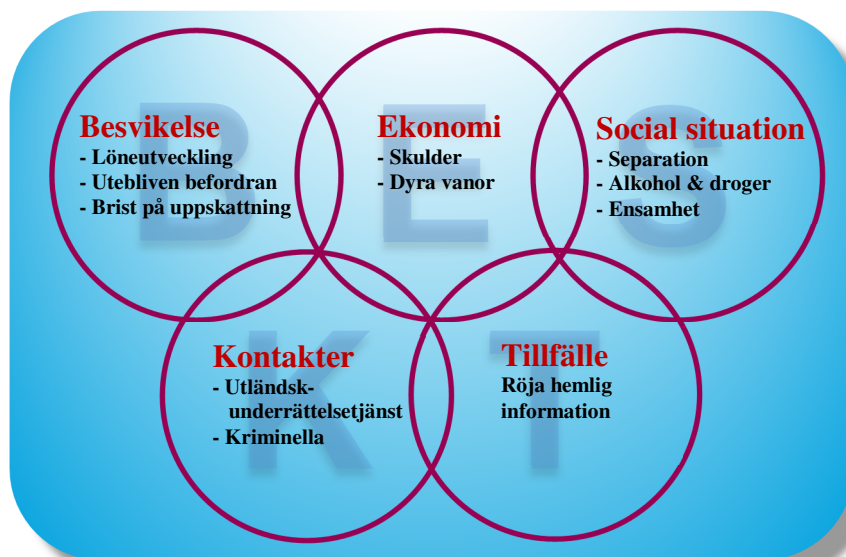 B
Besvikelse
- Löneutveckling
- Utebliven befordran
- Brist på uppskattning
E
Ekonomi
- Skulder
- Dyra vanor
S
Social situation
- Separation
- Alkohol & droger
- Ensamhet
K
Kontakter
- Utländsk-
underrättelsetjänst
- Kriminella
T
Tillfälle
Röja hemlig
information